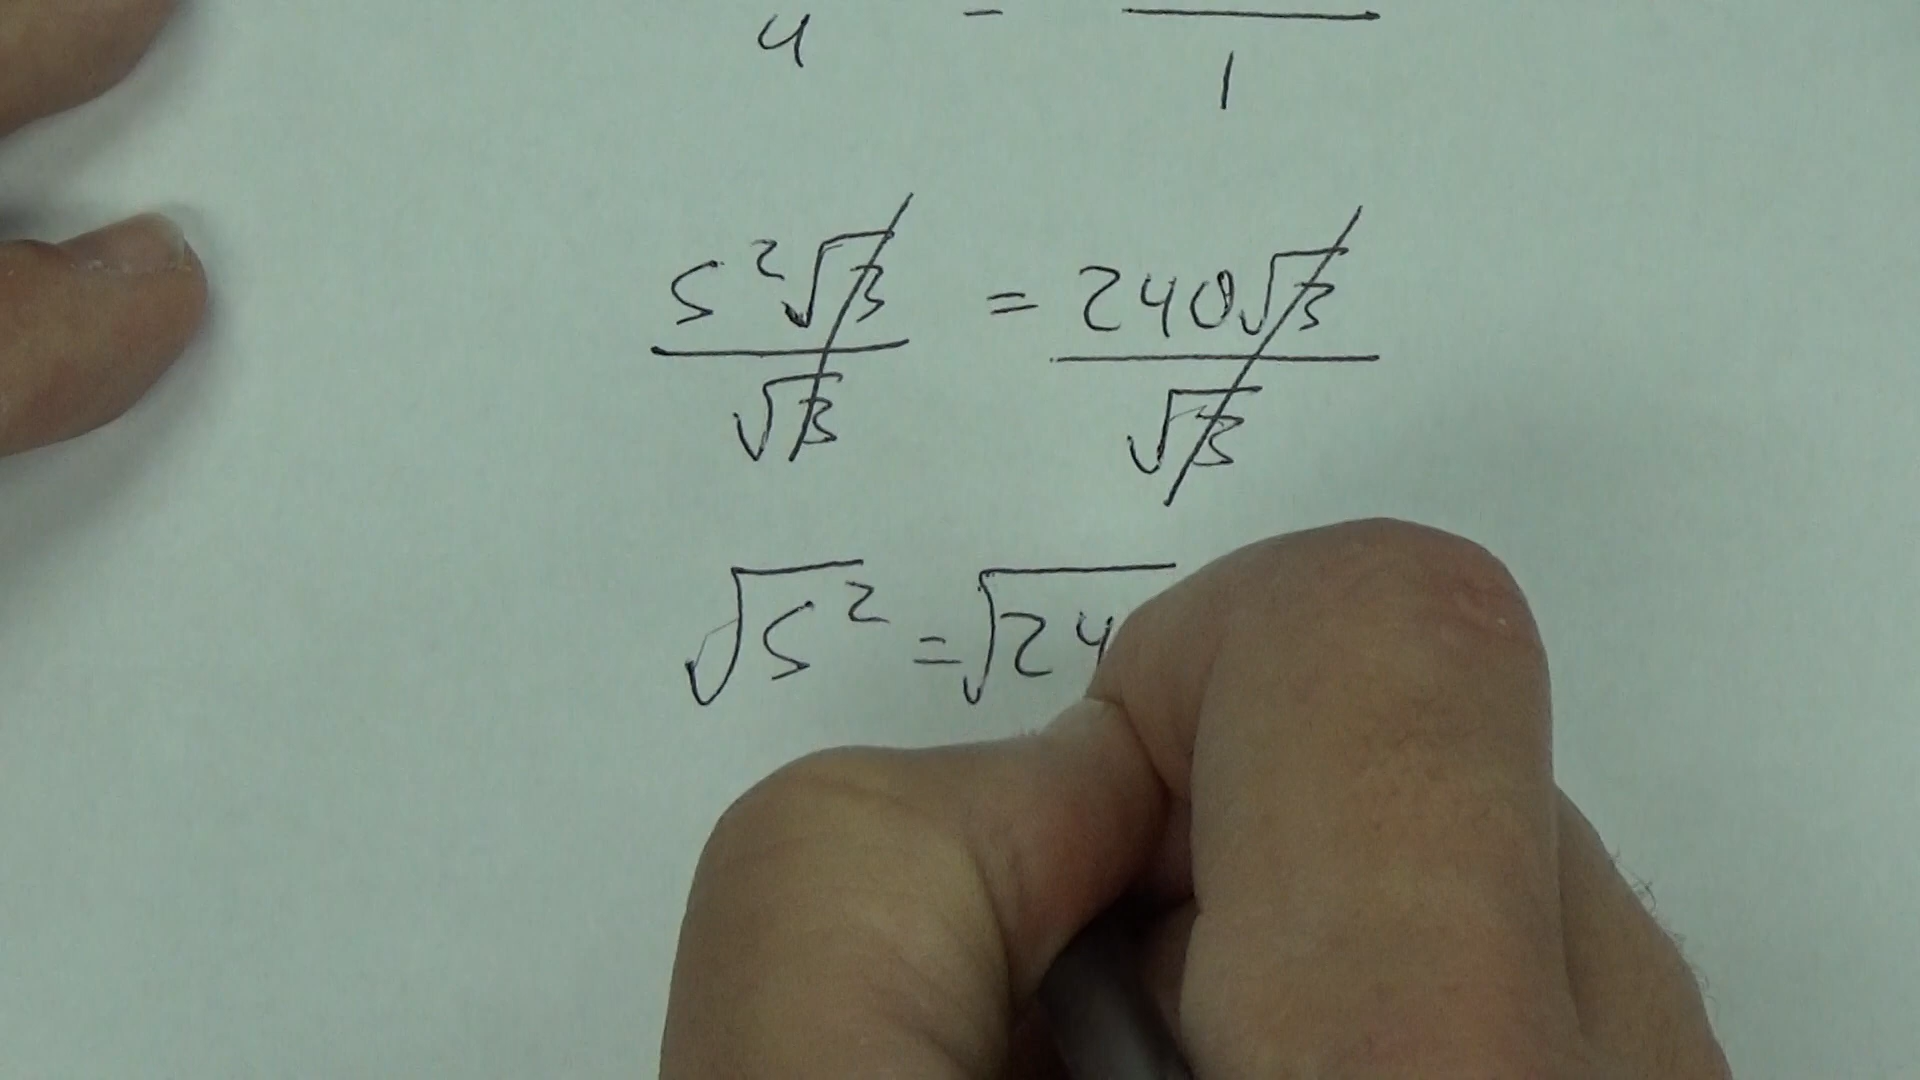 4 = 1
s²√3 / √3 = 240√3 / √3
√s² = √24